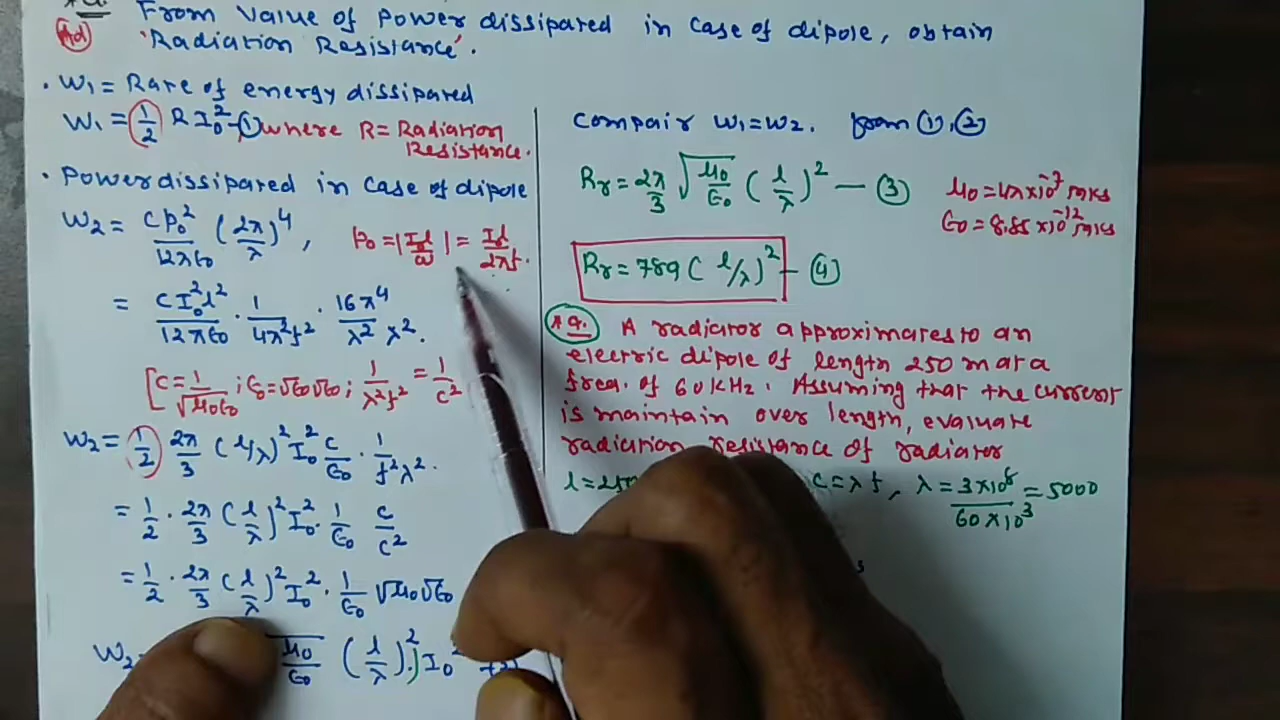 *Q. From value of power dissipated in case of dipole, obtain
'Radiation Resistance'.
• W₁ = Rate of energy dissipated
W₁ = 1/2 R I₀² –① where R = Radiation
Resistance.
• Power dissipated in case of dipole
W₂ = cp₀²/12πε₀ (2π/λ)⁴, p₀ = |Il/ω| = Il/2πf.
= cI₀²l²/12πε₀ · 1/4π²f² · 16π⁴/λ² λ².
[c = 1/√μ₀ε₀ ; ε₀ = √ε₀√ε₀ ; 1/λ²f² = 1/c²
W₂ = 1/2 2π/3 (l/λ)² I₀² c/ε₀ · 1/f²λ².
= 1/2 · 2π/3 (l/λ)² I₀² · 1/ε₀ c/c²
= 1/2 · 2π/3 (l/λ)² I₀² · 1/ε₀ √μ₀√ε₀
W₂ μ₀/ε₀ (l/λ)² · I₀²
Compair W₁ = W₂. from ①, ②
Rr = 2π/3 √μ₀/ε₀ (l/λ)² — ③
μ₀ = 4π×10⁻⁷ mks
ε₀ = 8.85×10⁻¹² mks
Rr = 789 (l/λ)² – ④
*Q. A radiator approximates to an
electric dipole of length 250 m at a
freq. of 60 KHz. Assuming that the current
is maintain over length, evaluate
radiation resistance of radiator
c = λf, λ = 3×10⁸/60×10³ = 5000